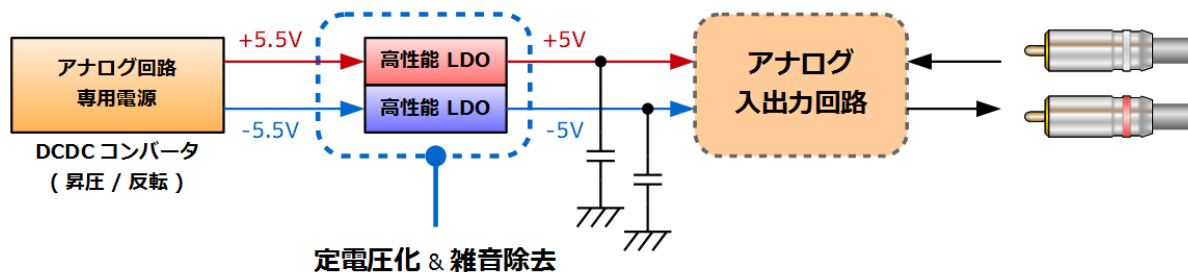 +5.5V
+5V
アナログ回路
専用電源
高性能 LDO
高性能 LDO
アナログ
入出力回路
-5.5V
-5V
DCDC コンバータ
( 昇圧 / 反転 )
定電圧化 & 雑音除去